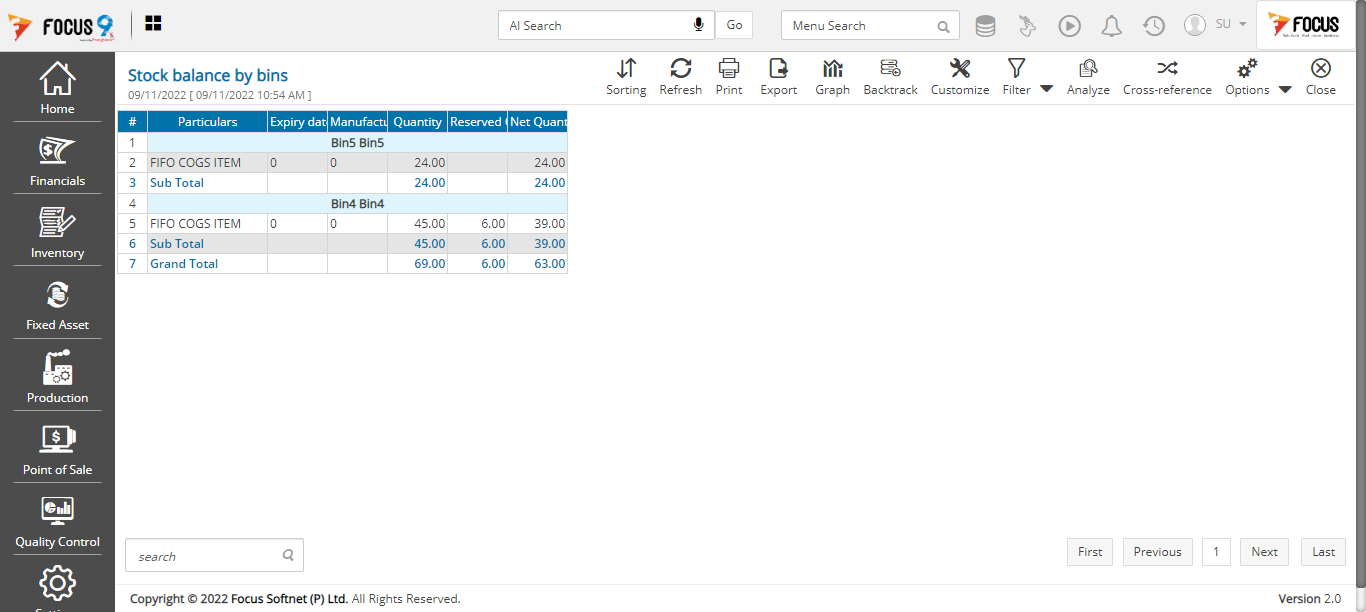 FOCUS 9
AI Search
Go
Menu Search
SU
FOCUS
Home
Financials
Inventory
Fixed Asset
Production
Point of Sale
Quality Control
Stock balance by bins
09/11/2022 [ 09/11/2022 10:54 AM ]
Sorting Refresh Print Export Graph Backtrack Customize Filter Analyze Cross-reference Options Close
# Particulars Expiry dat Manufactu Quantity Reserved Net Quant
1 Bin5 Bin5
2 FIFO COGS ITEM 0 0 24.00 24.00
3 Sub Total 24.00 24.00
4 Bin4 Bin4
5 FIFO COGS ITEM 0 0 45.00 6.00 39.00
6 Sub Total 45.00 6.00 39.00
7 Grand Total 69.00 6.00 63.00
search
First Previous 1 Next Last
Copyright © 2022 Focus Softnet (P) Ltd. All Rights Reserved.
Version 2.0